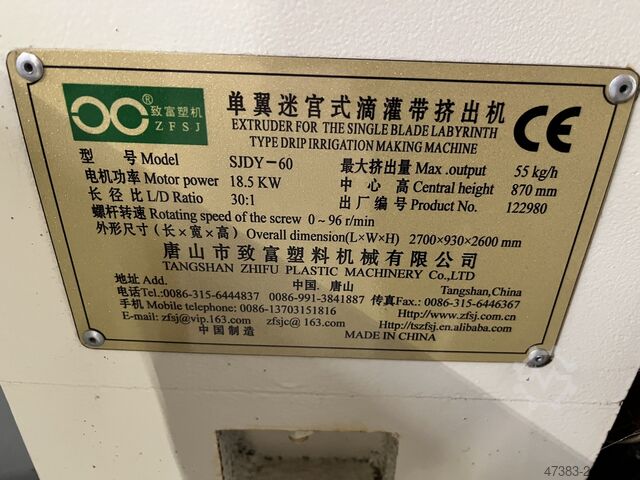 ®
致富塑机
ZFSJ
单翼迷宫式滴灌带挤出机
EXTRUDER FOR THE SINGLE BLADE LABYRINTH
TYPE DRIP IRRIGATION MAKING MACHINE
CE
型 号 Model SJDY-60 最大挤出量 Max .output 55 kg/h
电机功率 Motor power 18.5 KW 中 心 高 Central height 870 mm
长 径 比 L/D Ratio 30:1 出 厂 编 号 Product No. 122980
螺杆转速 Rotating speed of the screw 0~96 r/min
外形尺寸(长×宽×高) Overall dimension(L×W×H) 2700×930×2600 mm
唐山市致富塑料机械有限公司
TANGSHAN ZHIFU PLASTIC MACHINERY Co.,LTD
地址 Add. 中国. 唐山 Tangshan,China
电话Tel.:0086-315-6444837 0086-991-3841887 传真Fax.: 0086-315-6446367
手机 Mobile telephone: 0086-13703151816 Http://www.zfsj.com.cn
E-mail: zfsj@vip.163.com zfsjc@ 163.com Http://tszfsj.en.alibaba.com
中国制造 MADE IN CHINA